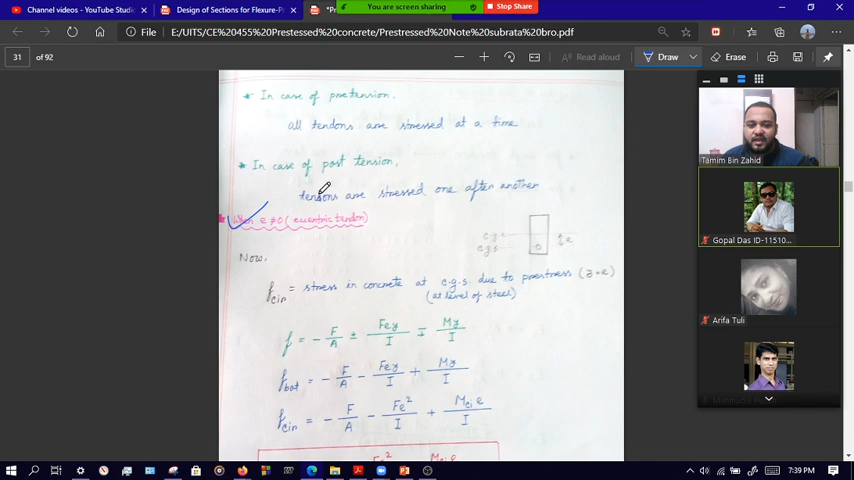 Channel videos - YouTube Studio
Design of Sections for Flexure-P
You are screening sharing
Stop Share
File
E:/UITS/CE%20455%20Prestessed%20concrete/Prestressed%20Note%20subrata%20bro.pdf
31 of 92
Read aloud
Draw
Erase
* In case of pretension,
all tendons are stressed at a time
* In case of post tension,
tendons are stressed one after another
* When e ≠ 0 (eccentric tendon)
c.g.c
c.g.s
e
Now,
f_cir = stress in concrete at c.g.s. due to prestress (y=e)
(at level of steel)
f = - F/A ± Fey/I ∓ My/I
f_bot = - F/A - Fey/I + My/I
f_cir = - F/A - Fe²/I + M_Gi e/I
Tamim Bin Zahid
Gopal Das ID-11510...
Arifa Tuli
7:39 PM